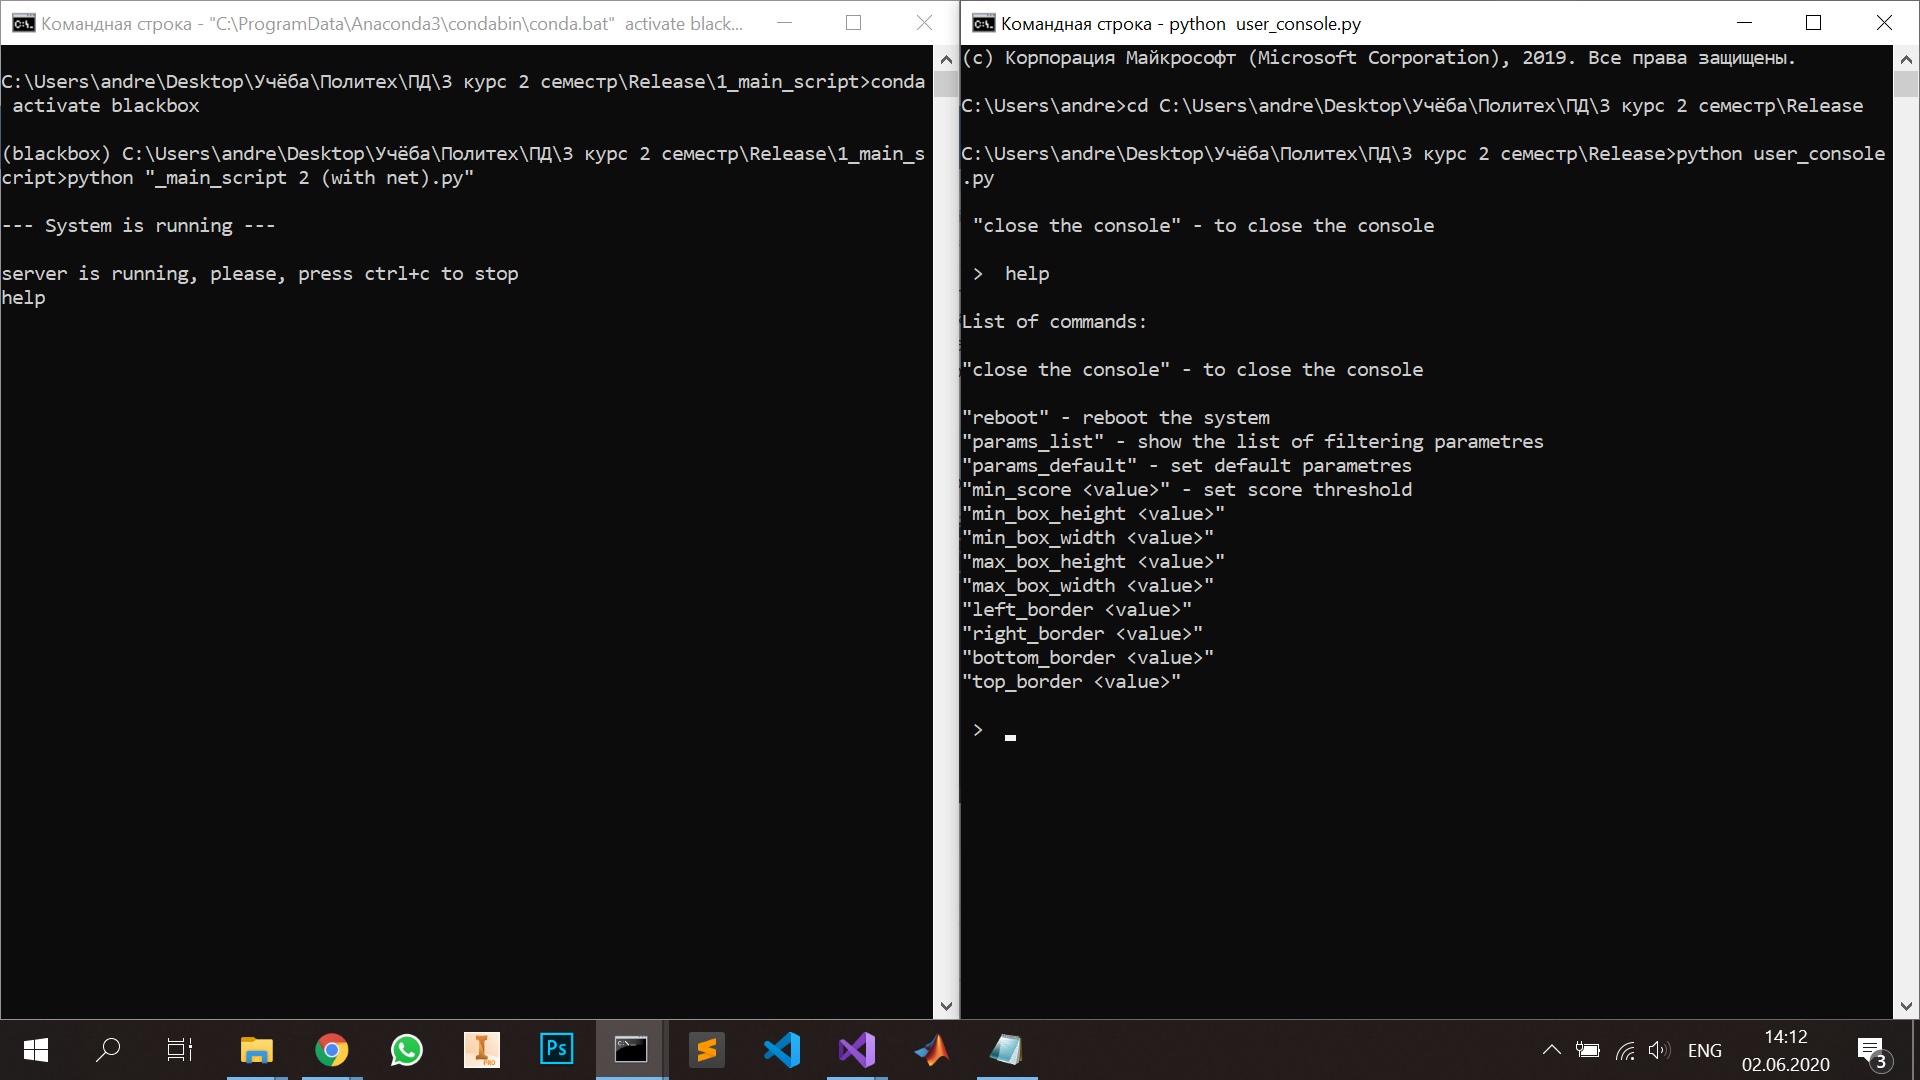 Командная строка - "C:\ProgramData\Anaconda3\condabin\conda.bat"  activate black...
C:\Users\andre\Desktop\Учёба\Политех\ПД\3 курс 2 семестр\Release\1_main_script>conda
activate blackbox
(blackbox) C:\Users\andre\Desktop\Учёба\Политех\ПД\3 курс 2 семестр\Release\1_main_s
cript>python "_main_script 2 (with net).py"
--- System is running ---
server is running, please, press ctrl+c to stop
help
Командная строка - python  user_console.py
(c) Корпорация Майкрософт (Microsoft Corporation), 2019. Все права защищены.
C:\Users\andre>cd C:\Users\andre\Desktop\Учёба\Политех\ПД\3 курс 2 семестр\Release
C:\Users\andre\Desktop\Учёба\Политех\ПД\3 курс 2 семестр\Release>python user_console
.py
"close the console" - to close the console
>  help
List of commands:
"close the console" - to close the console
"reboot" - reboot the system
"params_list" - show the list of filtering parametres
"params_default" - set default parametres
"min_score <value>" - set score threshold
"min_box_height <value>"
"min_box_width <value>"
"max_box_height <value>"
"max_box_width <value>"
"left_border <value>"
"right_border <value>"
"bottom_border <value>"
"top_border <value>"
>
I PRO
Ps
ENG
14:12
02.06.2020
3